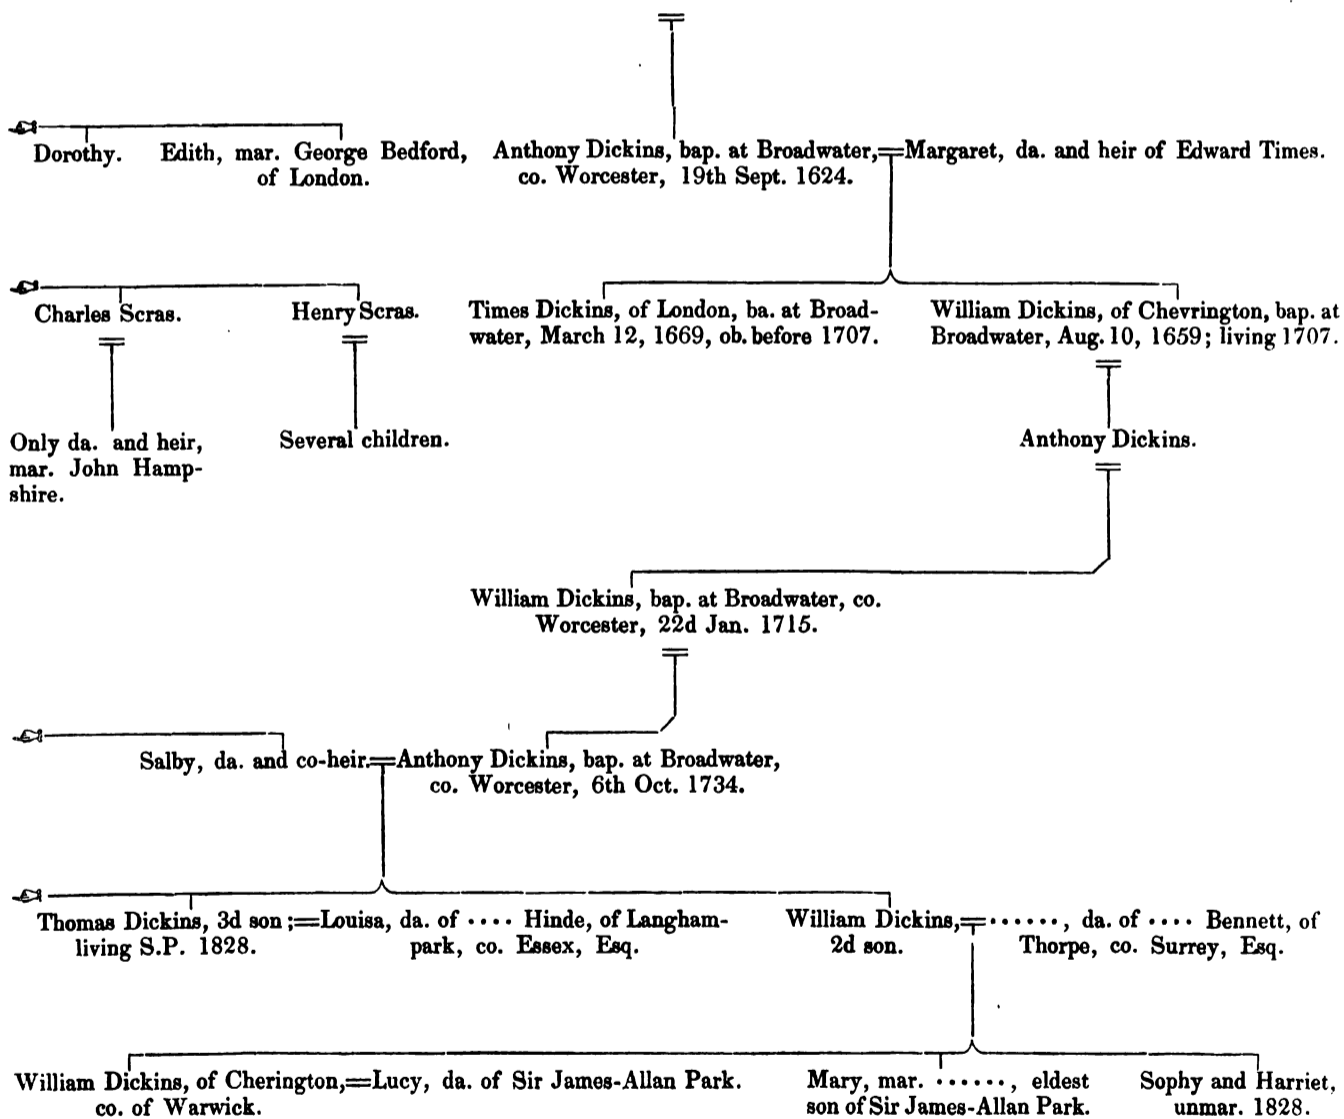 Dorothy.
Edith, mar. George Bedford,
of London.
Anthony Dickins, bap. at Broadwater,
co. Worcester, 19th Sept. 1624.
Margaret, da. and heir of Edward Times.
Charles Scras.
Henry Scras.
Times Dickins, of London, ba. at Broad-
water, March 12, 1669, ob. before 1707.
William Dickins, of Chevrington, bap. at
Broadwater, Aug. 10, 1659; living 1707.
Only da. and heir,
mar. John Hamp-
shire.
Several children.
Anthony Dickins.
William Dickins, bap. at Broadwater, co.
Worcester, 22d Jan. 1715.
Salby, da. and co-heir.
Anthony Dickins, bap. at Broadwater,
co. Worcester, 6th Oct. 1734.
Thomas Dickins, 3d son;
living S.P. 1828.
Louisa, da. of .... Hinde, of Langham-
park, co. Essex, Esq.
William Dickins,
2d son.
......, da. of .... Bennett, of
Thorpe, co. Surrey, Esq.
William Dickins, of Cherington,
co. of Warwick.
Lucy, da. of Sir James-Allan Park.
Mary, mar. ......, eldest
son of Sir James-Allan Park.
Sophy and Harriet,
unmar. 1828.